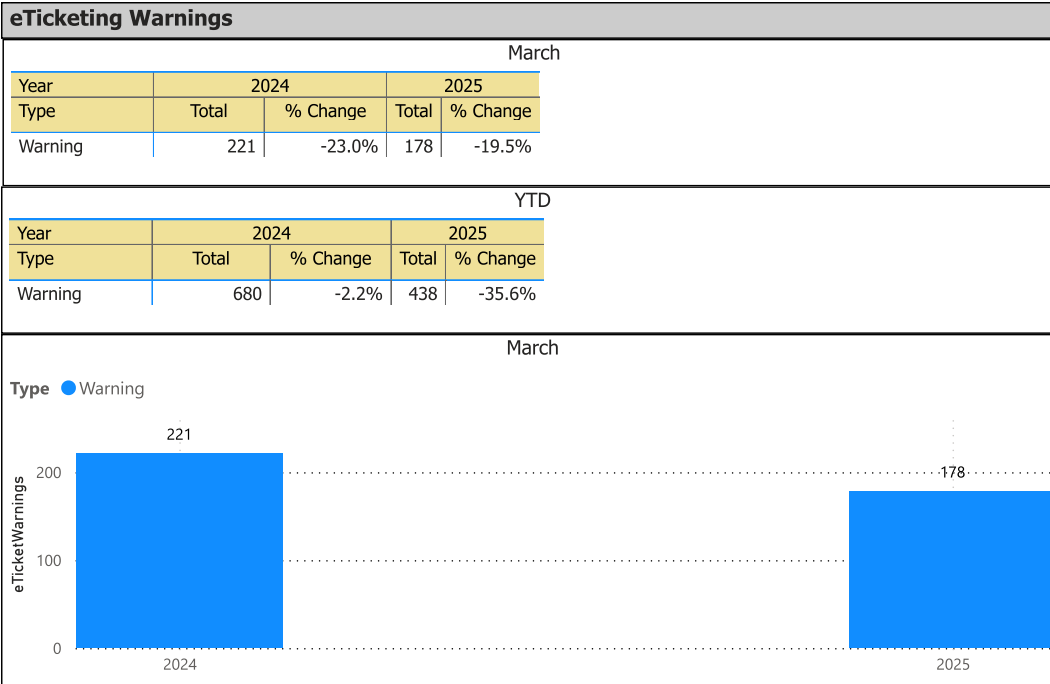 eTicketing Warnings
March
Year 2024 2025
Type Total % Change Total % Change
Warning 221 -23.0% 178 -19.5%
YTD
Year 2024 2025
Type Total % Change Total % Change
Warning 680 -2.2% 438 -35.6%
March
Type Warning
221
178
200
100
0
eTicketWarnings
2024 2025